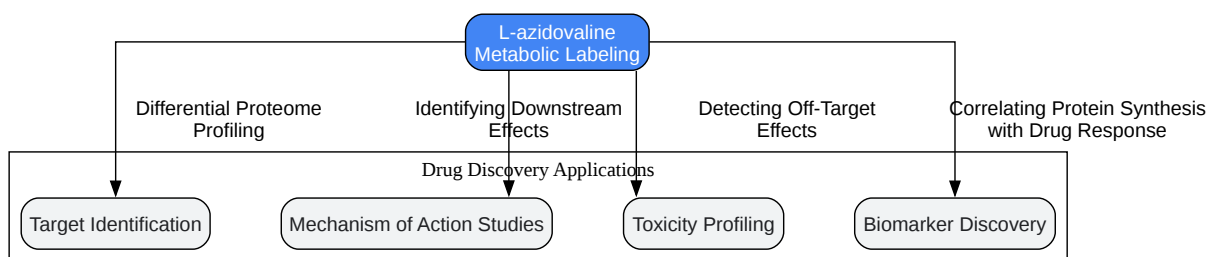 L-azidovaline
Metabolic Labeling
Differential Proteome
Profiling
Identifying Downstream
Effects
Detecting Off-Target
Effects
Correlating Protein Synthesis
with Drug Response
Drug Discovery Applications
Target Identification
Mechanism of Action Studies
Toxicity Profiling
Biomarker Discovery